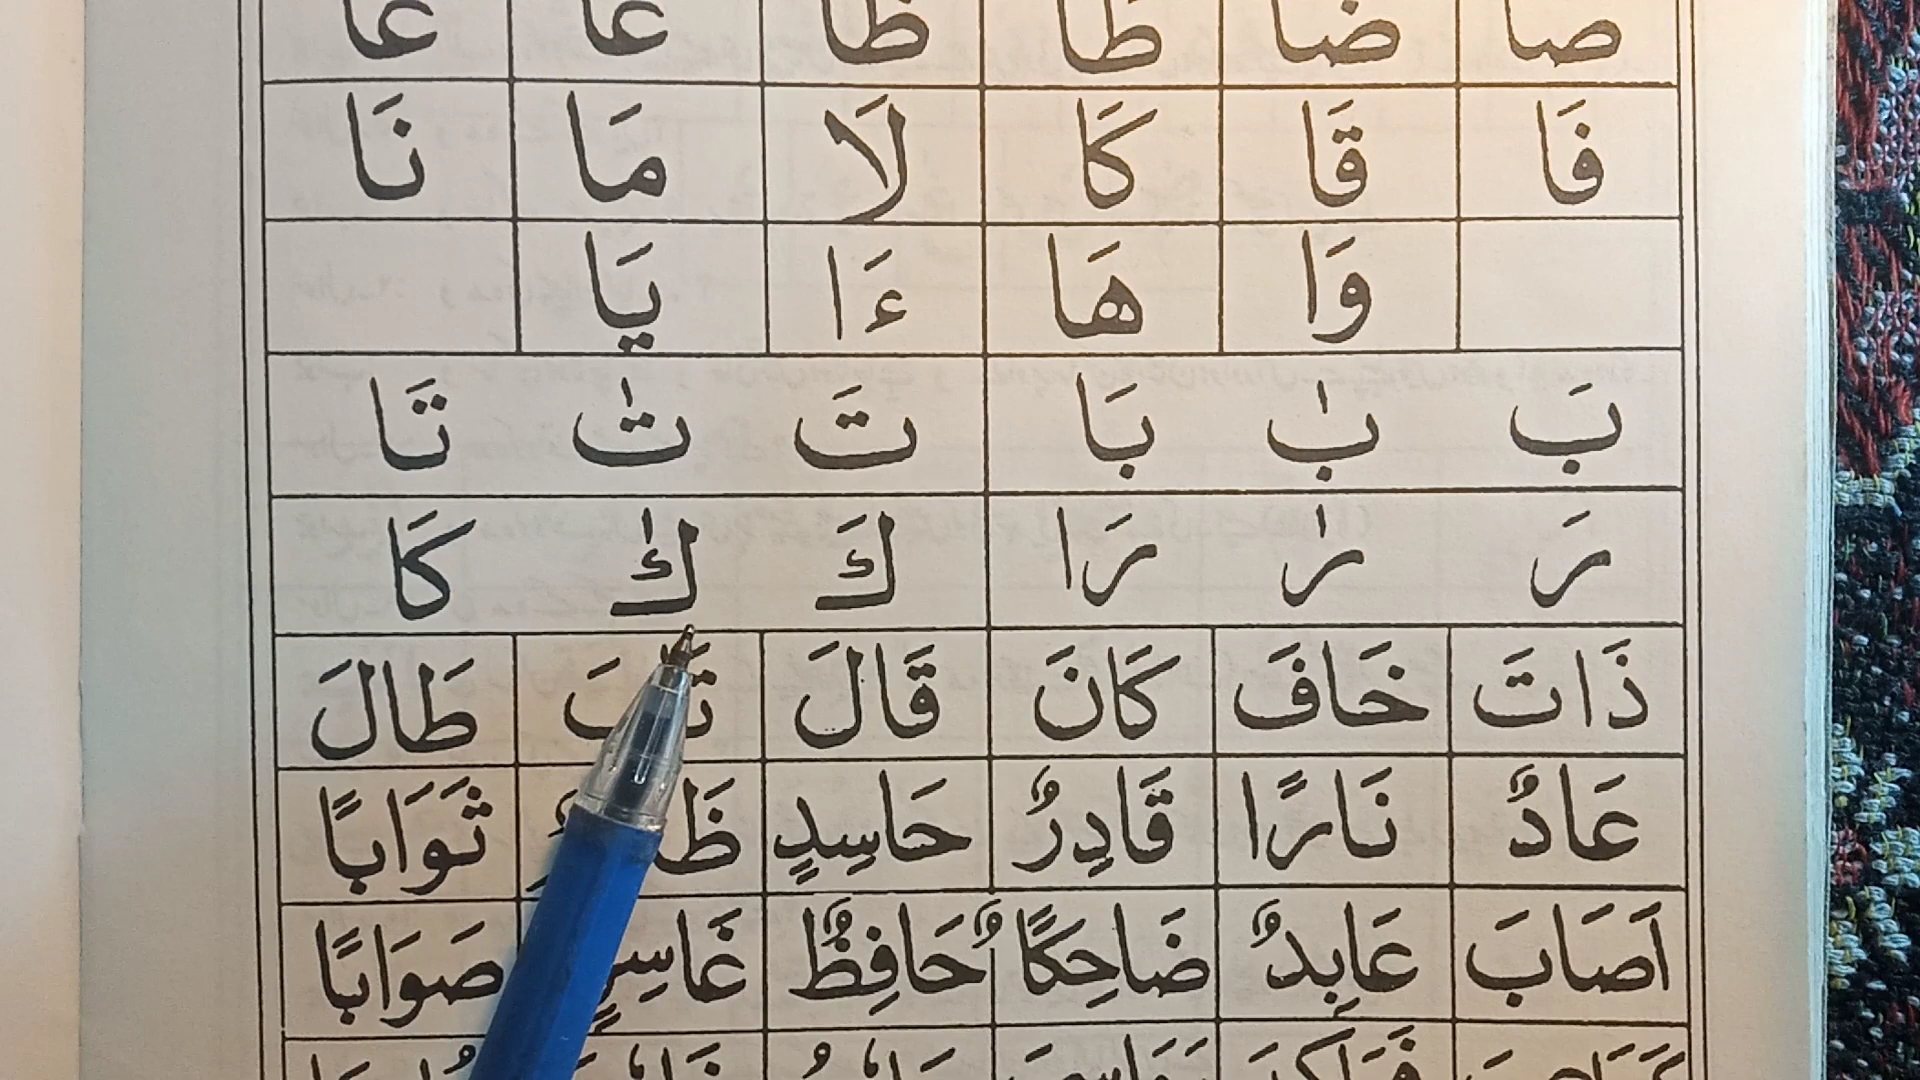 صَا ضَا طَا ظَا عَا غَا
فَا قَا كَا لَا مَا نَا
وَا هَا ءَا يَا
بَ بٰ بَا تَ تٰ تَا
رَ رٰ رَا كَ كٰ كَا
ذَاتَ خَافَ كَانَ قَالَ طَالَ
عَادٌ نَارًا قَادِرٌ حَاسِدٍ ثَوَابًا
اَصَابَ عَابِدٌ ضَاحِكًا حَافِظٌ صَوَابًا